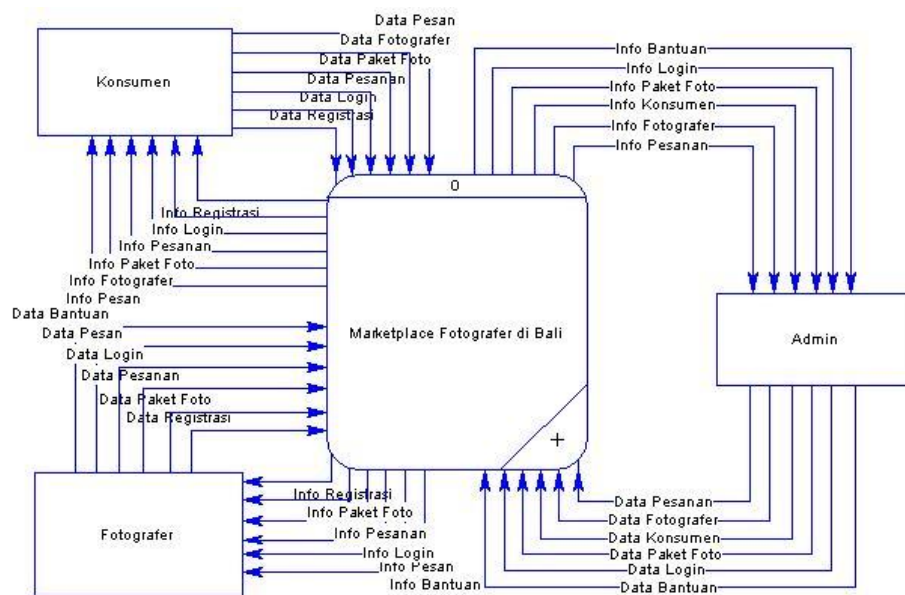 Data Pesan
Data Fotografer
Data Paket Foto
Data Pesanan
Data Login
Data Registrasi
Konsumen
Info Bantuan
Info Login
Info Paket Foto
Info Konsumen
Info Fotografer
Info Pesanan
0
Info Registrasi
Info Login
Info Pesanan
Info Paket Foto
Info Fotografer
Info Pesan
Data Bantuan
Data Pesan
Data Login
Data Pesanan
Data Paket Foto
Data Registrasi
Marketplace Fotografer di Bali
Admin
+
Fotografer
Info Registrasi
Info Paket Foto
Info Pesanan
Info Login
Info Pesan
Info Bantuan
Data Pesanan
Data Fotografer
Data Konsumen
Data Paket Foto
Data Login
Data Bantuan